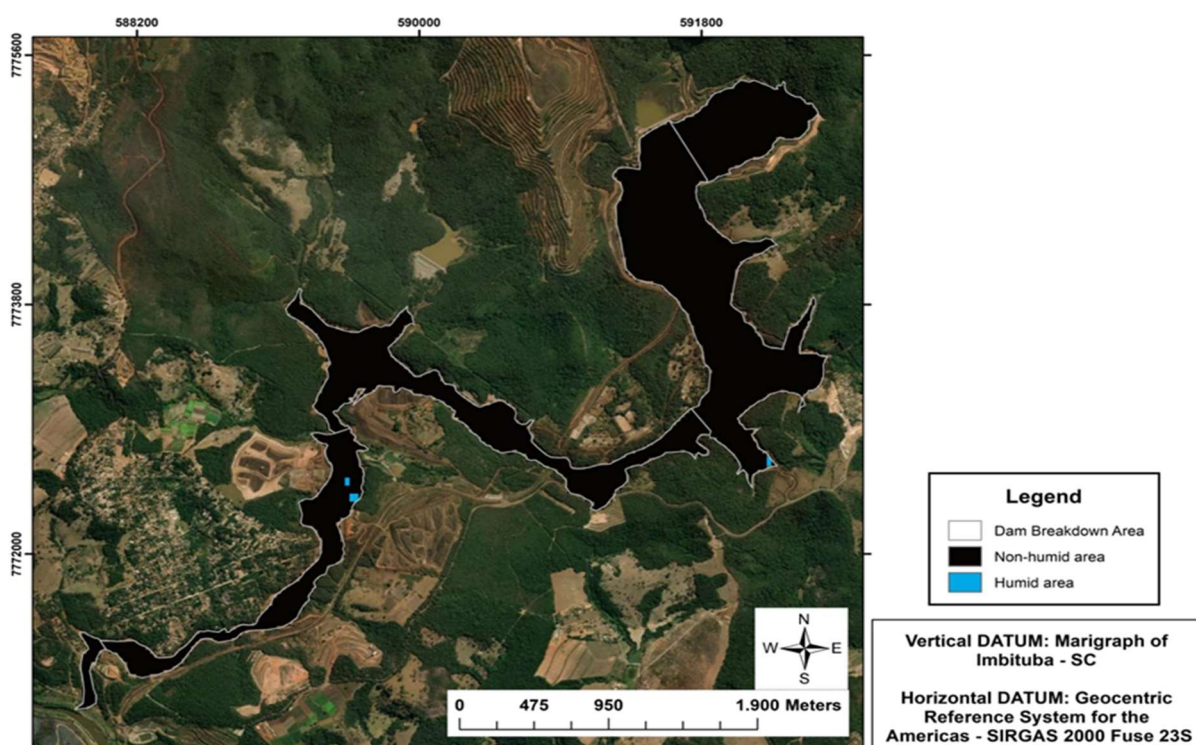 588200
590000
591800
7775600
7773800
7772000
N
W E
S
0 475 950 1.900 Meters
Legend
Dam Breakdown Area
Non-humid area
Humid area
Vertical DATUM: Marigraph of
Imbituba - SC
Horizontal DATUM: Geocentric
Reference System for the
Americas - SIRGAS 2000 Fuse 23S